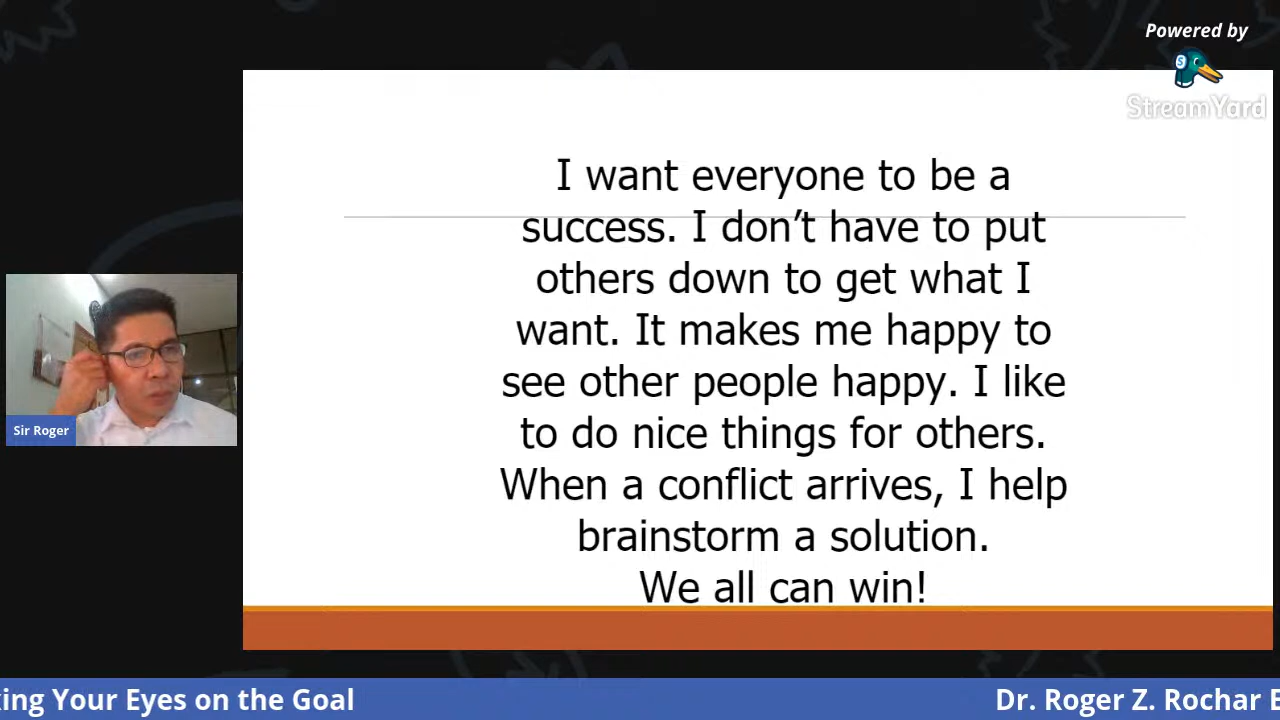 Powered by
StreamYard
I want everyone to be a
success. I don’t have to put
others down to get what I
want. It makes me happy to
see other people happy. I like
to do nice things for others.
When a conflict arrives, I help
brainstorm a solution.
We all can win!
Sir Roger
Your Eyes on the Goal
Dr. Roger Z. Rochar